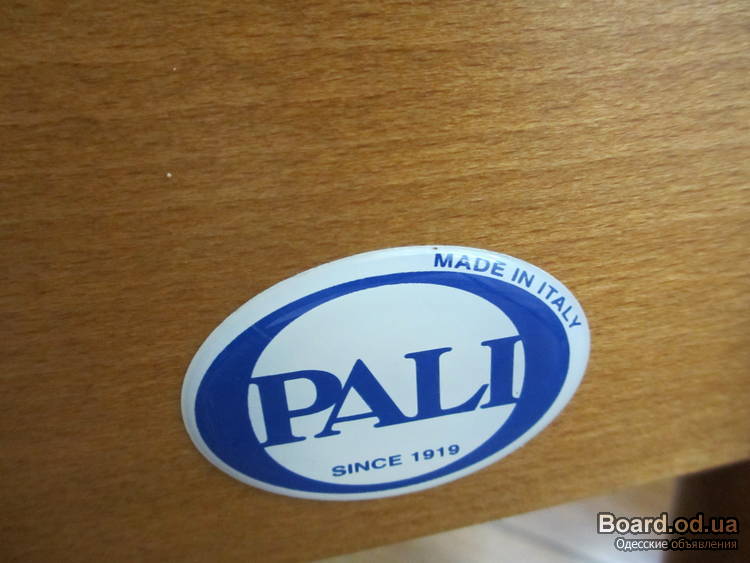 MADE IN ITALY
PALI
SINCE 1919
Board.od.ua
Одесские объявления